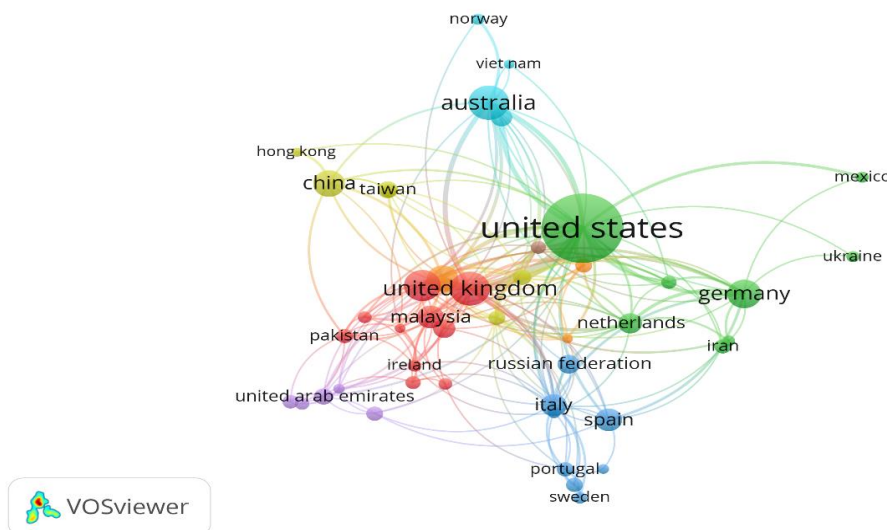 norway
viet nam
australia
hong kong
china
taiwan
mexico
united states
ukraine
united kingdom
germany
malaysia
netherlands
pakistan
iran
ireland
russian federation
united arab emirates
italy
spain
portugal
sweden
VOSviewer